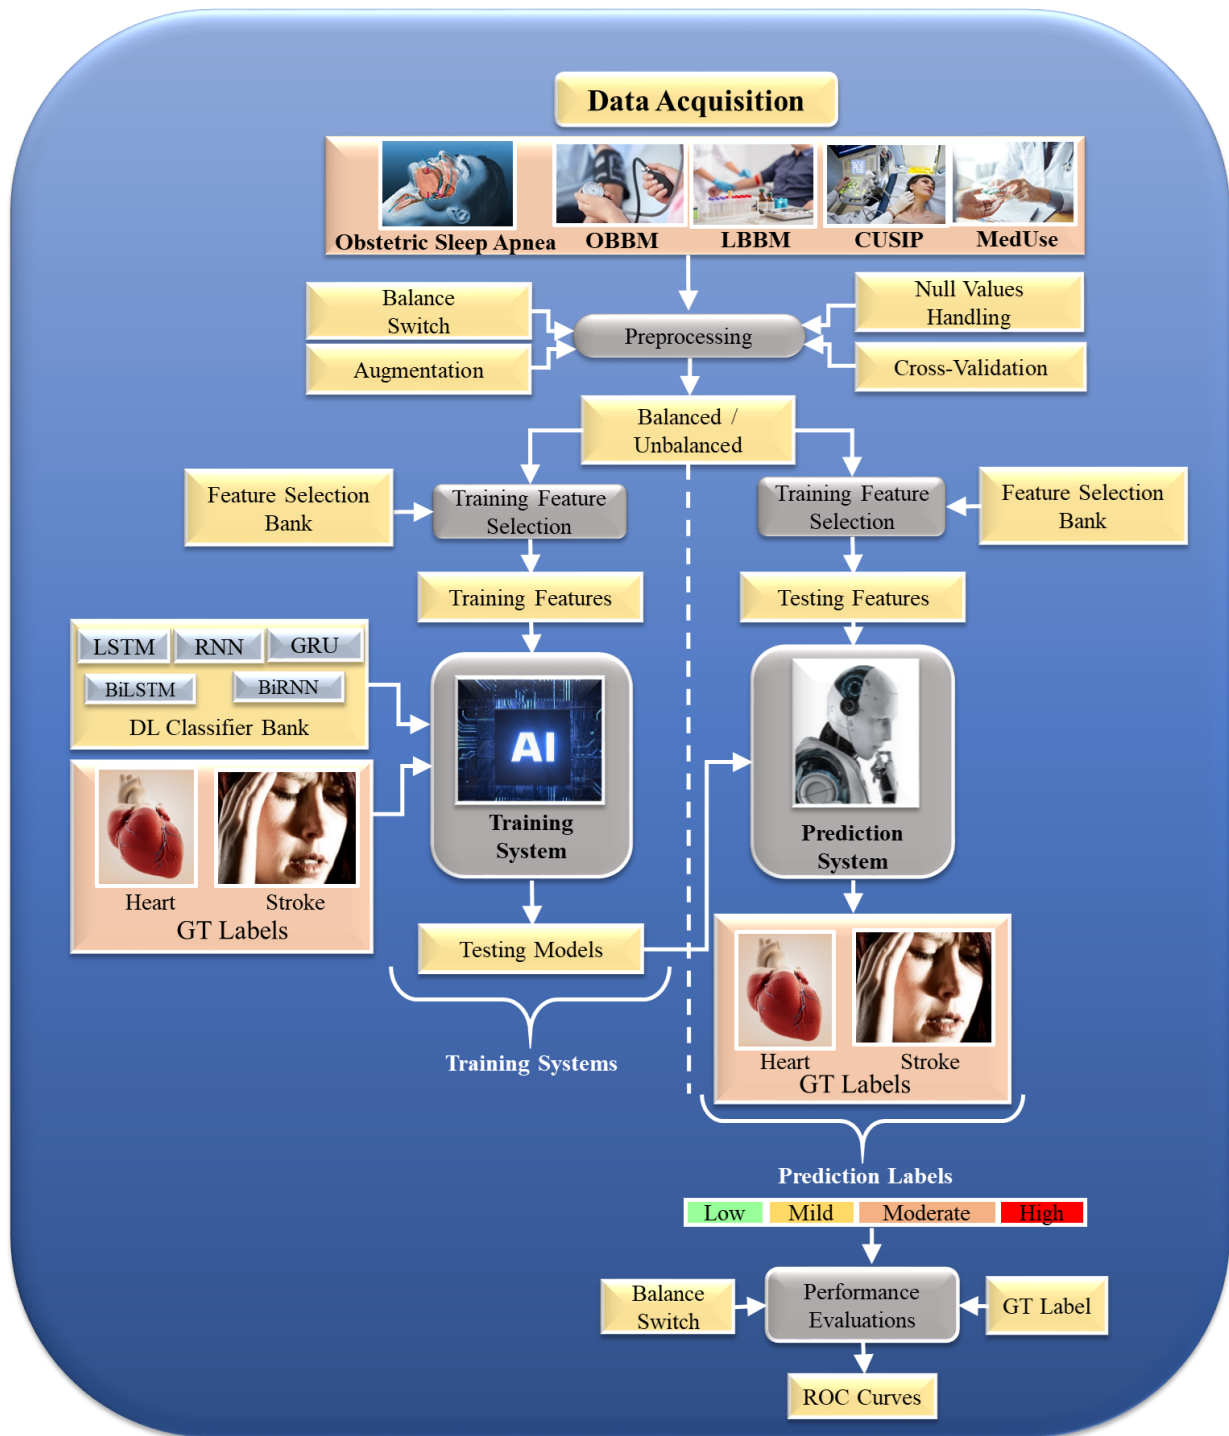 Data Acquisition
Obstetric Sleep Apnea
OBBM
LBBM
CUSIP
MedUse
Balance
Switch
Augmentation
Preprocessing
Null Values
Handling
Cross-Validation
Balanced /
Unbalanced
Feature Selection
Bank
Training Feature
Selection
Training Feature
Selection
Feature Selection
Bank
Training Features
Testing Features
LSTM
RNN
GRU
BiLSTM
BiRNN
DL Classifier Bank
AI
Training
System
Prediction
System
Heart
Stroke
GT Labels
Testing Models
Training Systems
Heart
Stroke
GT Labels
Prediction Labels
Low
Mild
Moderate
High
Balance
Switch
Performance
Evaluations
GT Label
ROC Curves